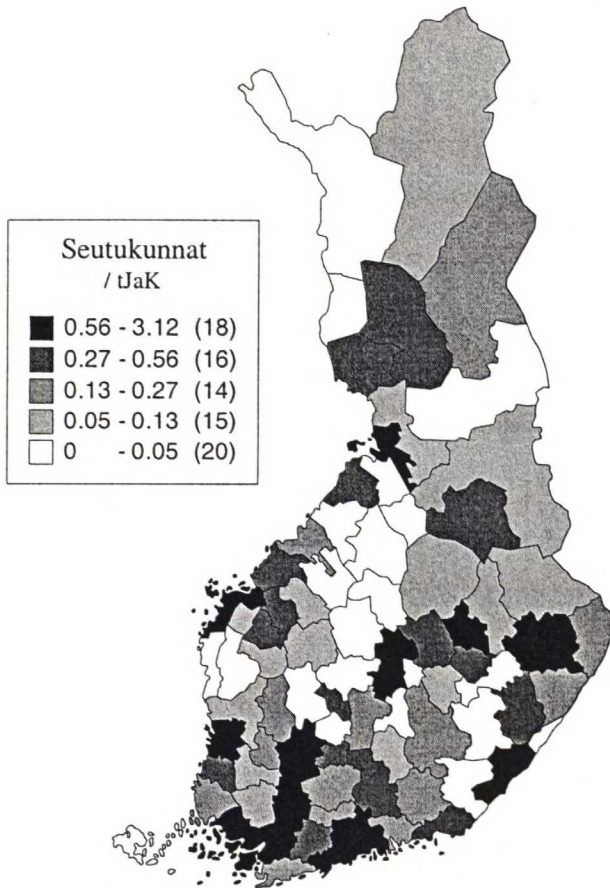 Seutukunnat
/ tJaK
0.56 - 3.12 (18)
0.27 - 0.56 (16)
0.13 - 0.27 (14)
0.05 - 0.13 (15)
0 - 0.05 (20)